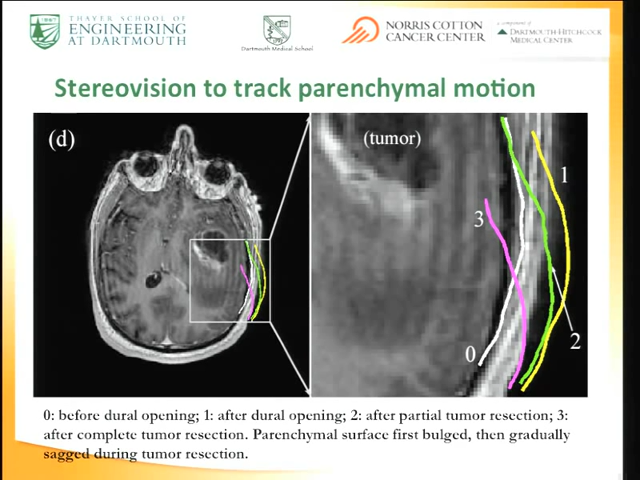 THAYER SCHOOL OF
ENGINEERING
AT DARTMOUTH
Dartmouth Medical School
NORRIS COTTON
CANCER CENTER
A component of
DARTMOUTH-HITCHCOCK
MEDICAL CENTER
Stereovision to track parenchymal motion
(d)
(tumor)
1
3
0
2
0: before dural opening; 1: after dural opening; 2: after partial tumor resection; 3:
after complete tumor resection. Parenchymal surface first bulged, then gradually
sagged during tumor resection.